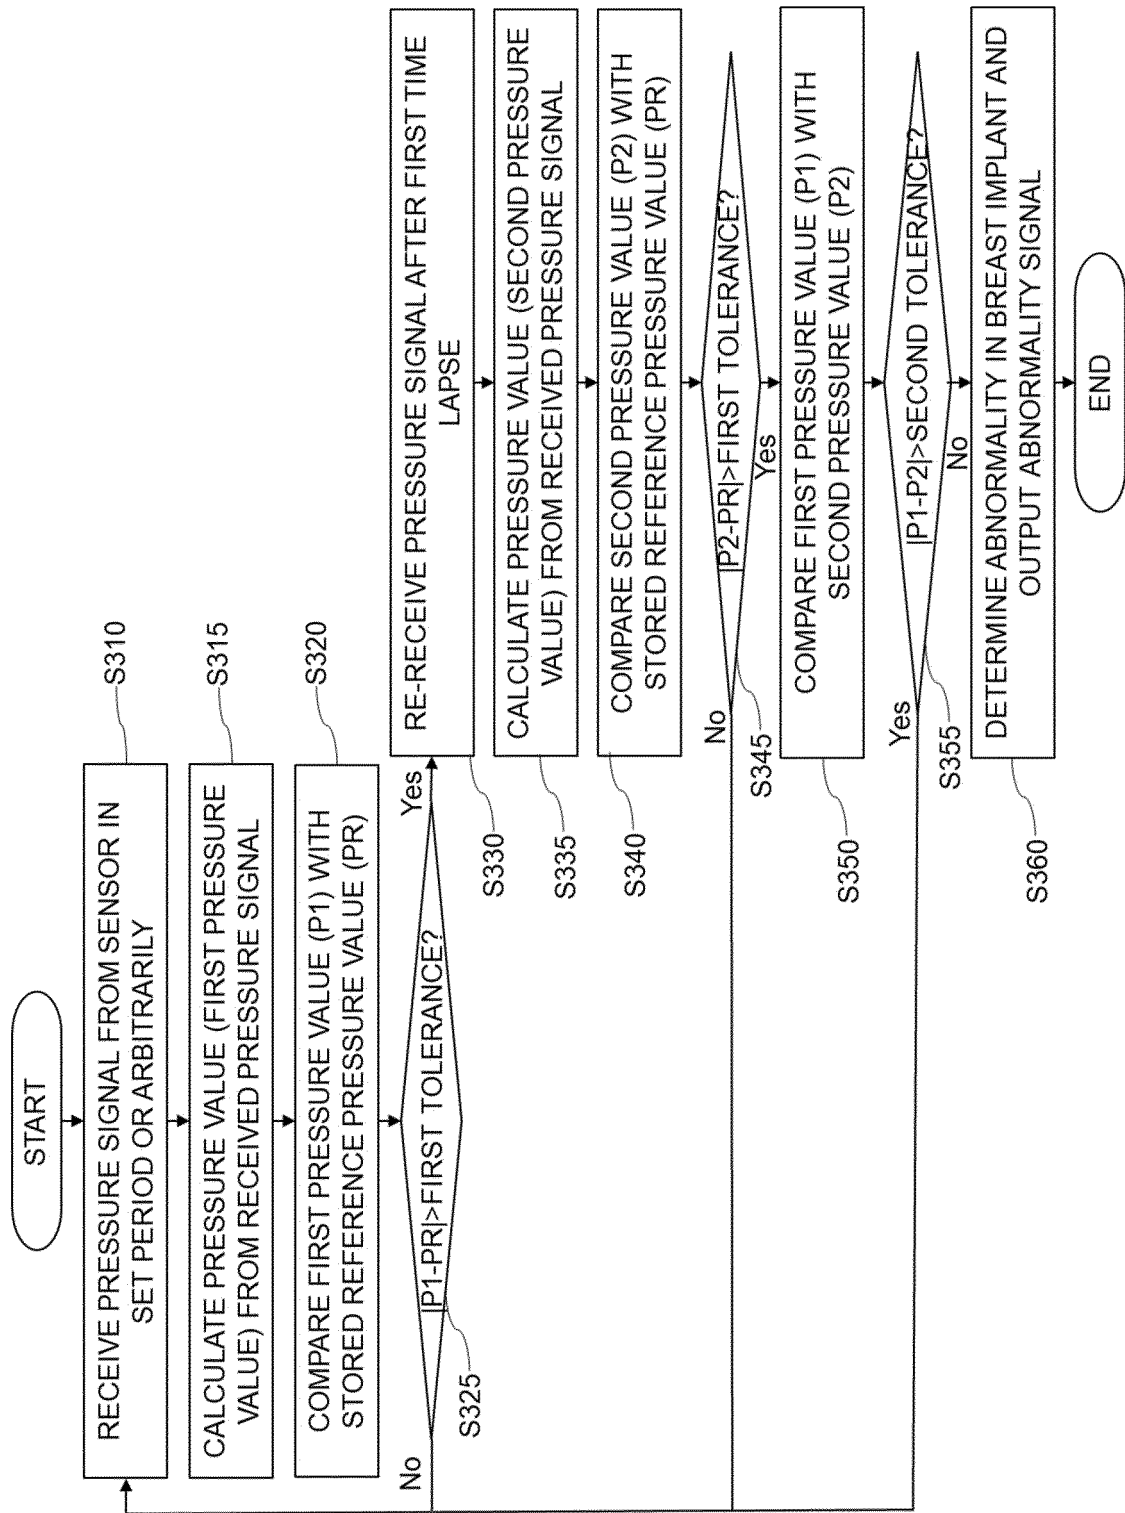 START
RECEIVE PRESSURE SIGNAL FROM SENSOR IN
SET PERIOD OR ARBITRARILY
S310
CALCULATE PRESSURE VALUE (FIRST PRESSURE
VALUE) FROM RECEIVED PRESSURE SIGNAL
S315
COMPARE FIRST PRESSURE VALUE (P1) WITH
STORED REFERENCE PRESSURE VALUE (PR)
S320
|P1-PR|>FIRST TOLERANCE?
S325
No
Yes
RE-RECEIVE PRESSURE SIGNAL AFTER FIRST TIME
LAPSE
S330
CALCULATE PRESSURE VALUE (SECOND PRESSURE
VALUE) FROM RECEIVED PRESSURE SIGNAL
S335
COMPARE SECOND PRESSURE VALUE (P2) WITH
STORED REFERENCE PRESSURE VALUE (PR)
S340
|P2-PR|>FIRST TOLERANCE?
No
S345
Yes
COMPARE FIRST PRESSURE VALUE (P1) WITH
SECOND PRESSURE VALUE (P2)
S350
|P1-P2|>SECOND TOLERANCE?
Yes
S355
No
DETERMINE ABNORMALITY IN BREAST IMPLANT AND
OUTPUT ABNORMALITY SIGNAL
S360
END